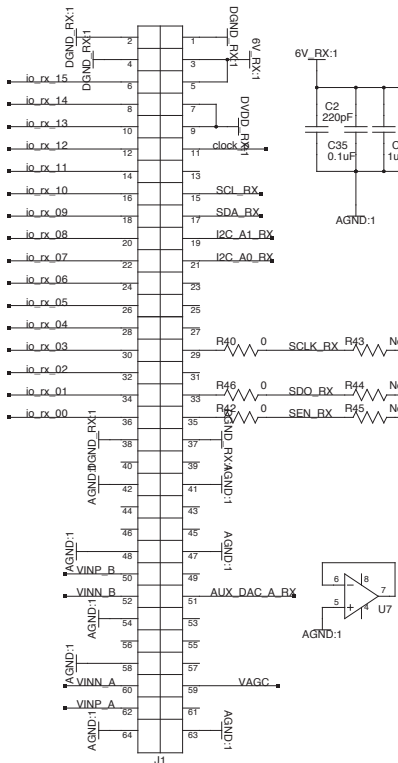 DGND_RX:1
2
1
DGND_RX:1
6V_RX:1
DGND_RX:1
4
3
io_rx_15
6
5
io_rx_14
8
7
io_rx_13
10
9
DVDD_RX:1
io_rx_12
12
11
io_rx_11
14
13
io_rx_10
16
15
SCL_RX
io_rx_09
18
17
SDA_RX
io_rx_08
20
19
I2C_A1_RX
io_rx_07
22
21
I2C_A0_RX
io_rx_06
24
23
io_rx_05
26
25
io_rx_04
28
27
io_rx_03
30
29
R40
0
SCLK_RX
R43
io_rx_02
32
31
io_rx_01
34
33
R46
0
SDO_RX
R44
io_rx_00
36
35
R42
0
SEN_RX
R45
DGND_RX:1
38
37
DGND_RX:1
40
39
AGND:1
42
41
AGND:1
44
43
46
45
AGND:1
48
47
AGND:1
VINP_B
50
49
VINN_B
52
51
AUX_DAC_A_RX
AGND:1
54
53
56
55
AGND:1
58
57
VINN_A
60
59
VAGC
VINP_A
62
61
AGND:1
64
63
AGND:1
J1
6V_RX:1
C2
220pF
C35
0.1uF
AGND:1
6
8
7
5
4
U7
AGND:1